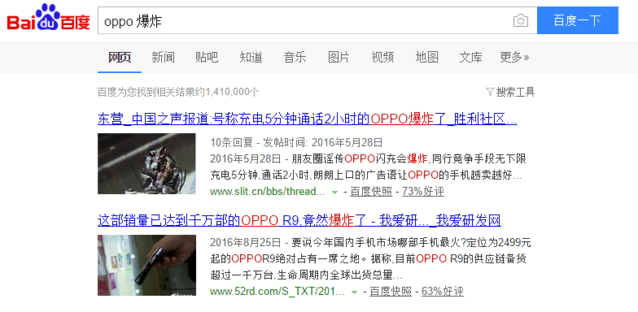 Bai du 百度
oppo 爆炸
百度一下
网页 新闻 贴吧 知道 音乐 图片 视频 地图 文库 更多»
百度为您找到相关结果约1,410,000个
搜索工具
东营_中国之声报道:号称充电5分钟通话2小时的OPPO爆炸了_胜利社区...
10条回复 - 发帖时间: 2016年5月28日
2016年5月28日 - 朋友圈谣传OPPO闪充会爆炸,同行竞争手段无下限
充电5分钟,通话2小时,朗朗上口的广告语让OPPO的手机越卖越好...
www.slit.cn/bbs/thread... - 百度快照 - 73%好评
这部销量已达到千万部的OPPO R9,竟然爆炸了 - 我爱研..._我爱研发网
2016年8月25日 - 要说今年国内手机市场哪部手机最火?定位为2499元
起的OPPOR9绝对占有一席之地。据称,目前OPPO R9的供应链备货
超过一千万台,生命周期内全球出货总量...
www.52rd.com/S_TXT/201... - 百度快照 - 63%好评